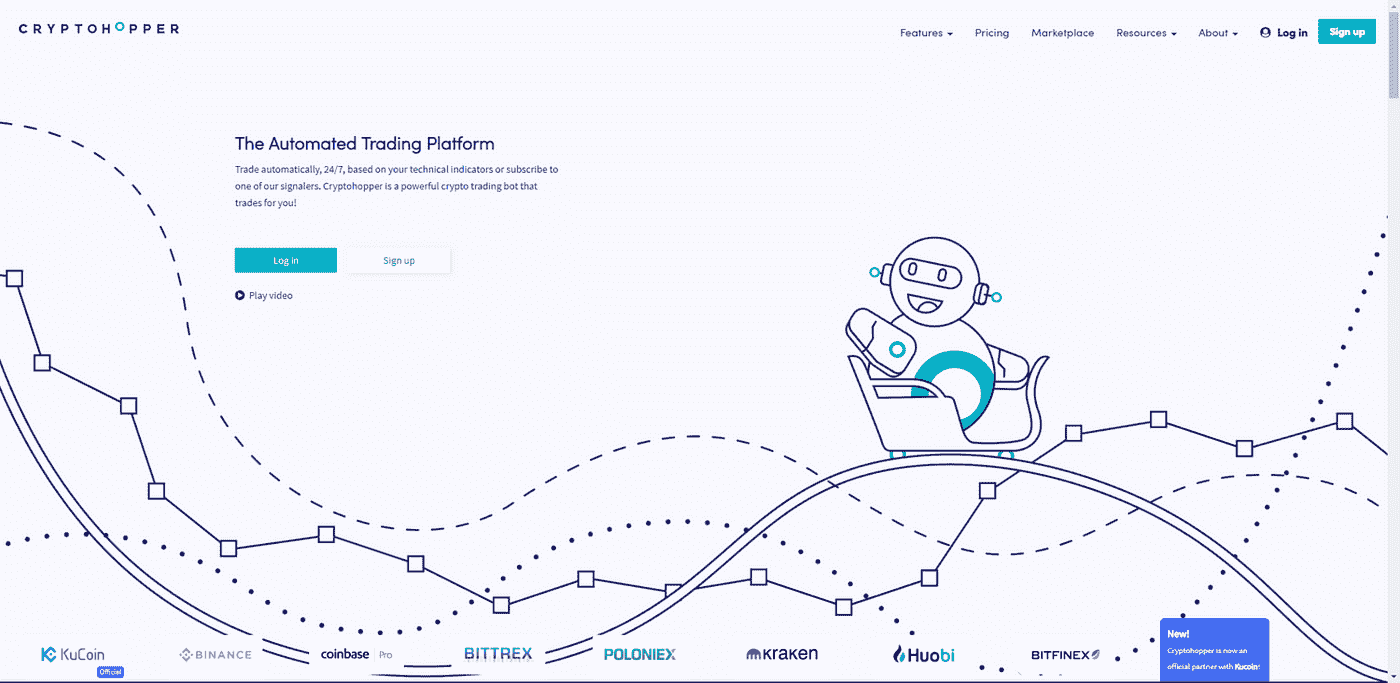 CRYPTOHOPPER
Features
Pricing
Marketplace
Resources
About
Log in
Sign up
The Automated Trading Platform
Trade automatically, 24/7, based on your technical indicators or subscribe to
one of our signalers. Cryptohopper is a powerful crypto trading bot that
trades for you!
Log in
Sign up
Play video
KuCoin
Official
BINANCE
coinbase Pro
BITTREX
POLONIEX
kraken
Huobi
BITFINEX
New!
Cryptohopper is now an
official partner with Kucoin!